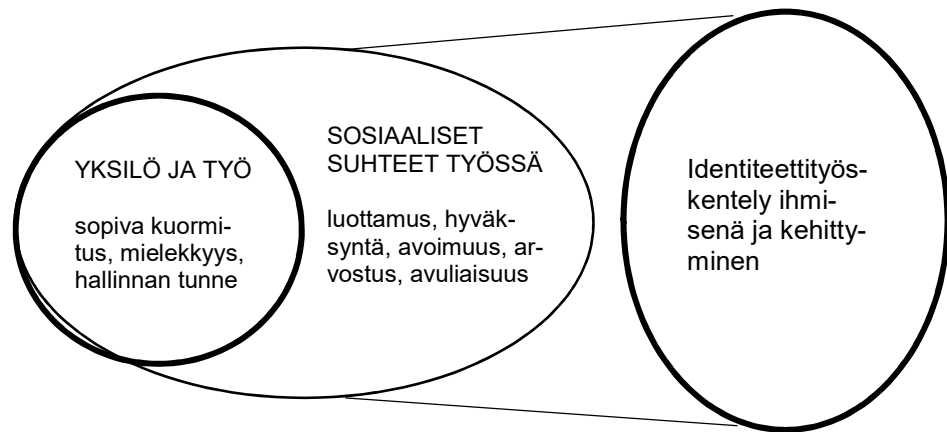 YKSILÖ JA TYÖ
sopiva kuormi-
tus, mielekkyys,
hallinnan tunne
SOSIAALISET
SUHTEET TYÖSSÄ
luottamus, hyväk-
syntä, avoimuus, ar-
vostus, avuliaisuus
Identiteettityös-
kentely ihmi-
senä ja kehitty-
minen